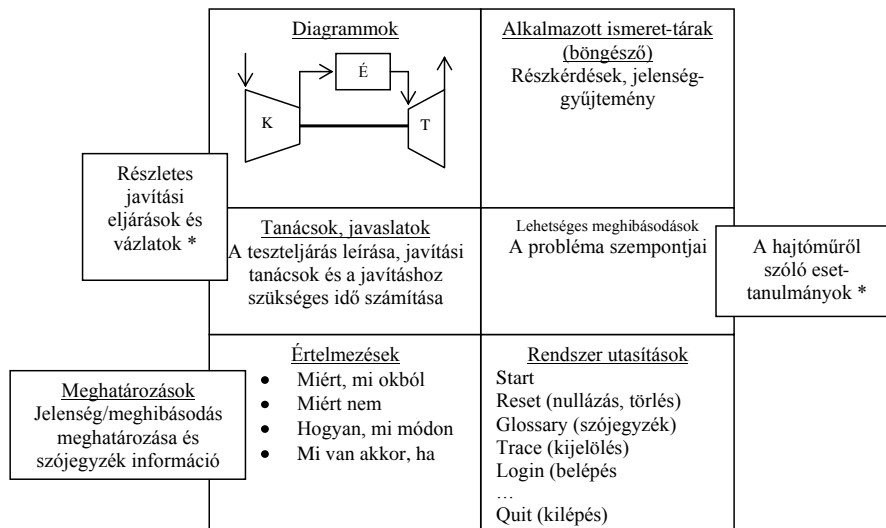 Diagrammok
É
K
T
Alkalmazott ismeret-tárak
(böngésző)
Részkérdések, jelenség-
gyűjtemény
Részletes
javítási
eljárások és
vázlatok *
Tanácsok, javaslatok
A teszteljárás leírása, javítási
tanácsok és a javításhoz
szükséges idő számítása
Lehetséges meghibásodások
A probléma szempontjai
A hajtóműről
szóló eset-
tanulmányok *
Meghatározások
Jelenség/meghibásodás
meghatározása és
szójegyzék információ
Értelmezések
• Miért, mi okból
• Miért nem
• Hogyan, mi módon
• Mi van akkor, ha
Rendszer utasítások
Start
Reset (nullázás, törlés)
Glossary (szójegyzék)
Trace (kijelölés)
Login (belépés
…
Quit (kilépés)